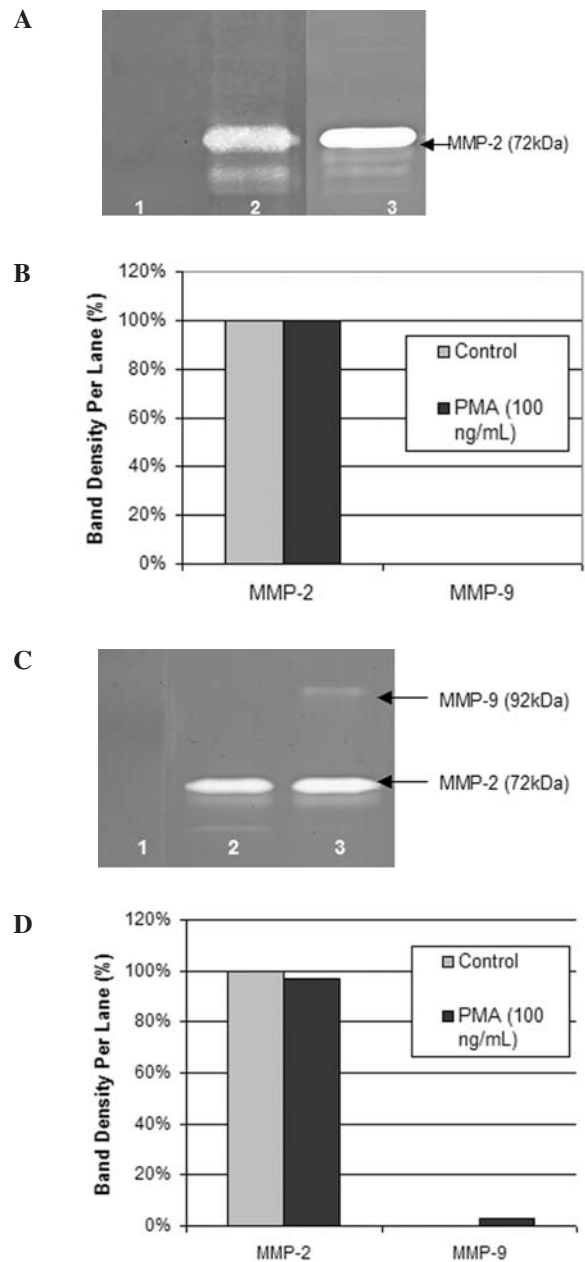 A
MMP-2 (72kDa)
1 2 3
B
Band Density Per Lane (%)
120%
100%
80%
60%
40%
20%
0%
Control
PMA (100
ng/mL)
MMP-2 MMP-9
C
MMP-9 (92kDa)
MMP-2 (72kDa)
1 2 3
D
Band Density Per Lane (%)
120%
100%
80%
60%
40%
20%
0%
Control
PMA (100
ng/mL)
MMP-2 MMP-9